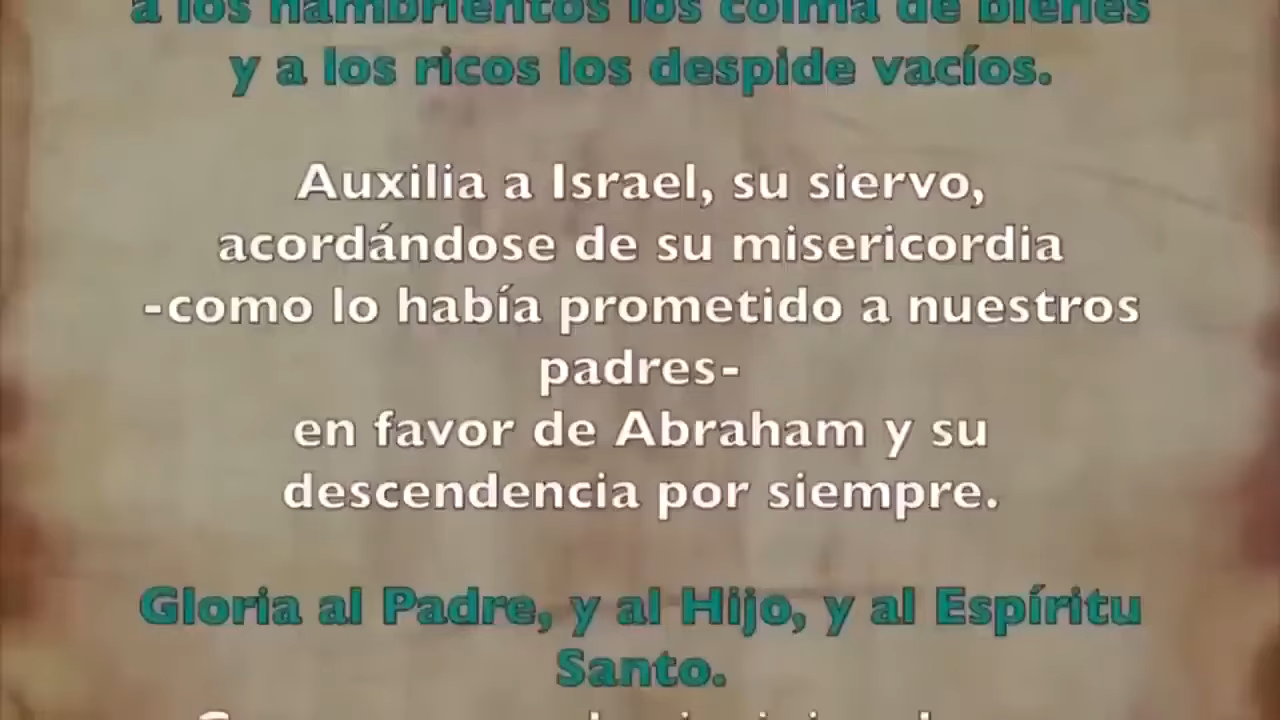 a los hambrientos los colma de bienes
y a los ricos los despide vacíos.
Auxilia a Israel, su siervo,
acordándose de su misericordia
-como lo había prometido a nuestros
padres-
en favor de Abraham y su
descendencia por siempre.
Gloria al Padre, y al Hijo, y al Espíritu
Santo.